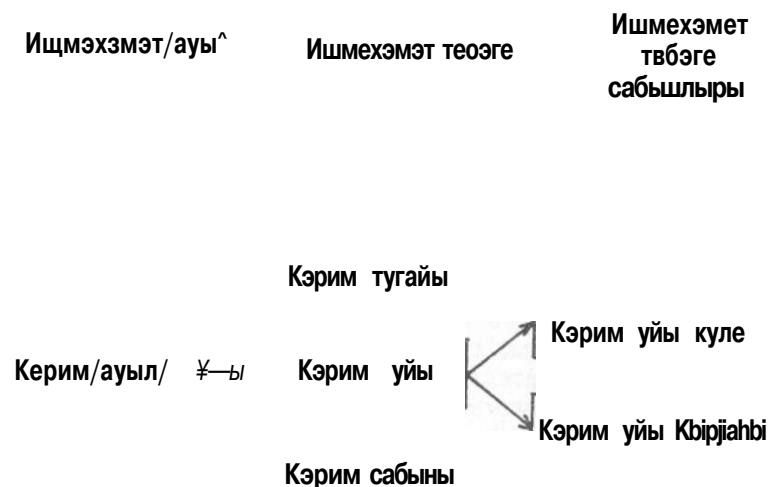 Ищмэхзмэт/ауы^
Ишмехэмэт теоэге
Ишмехэмет
твбэге
сабьшлыры
Кэрим тугайы
Керим/ауыл/ ¥—ы
Кэрим уйы
Кэрим уйы куле
Кэрим уйы Kbipjiahbi
Кэрим сабыны